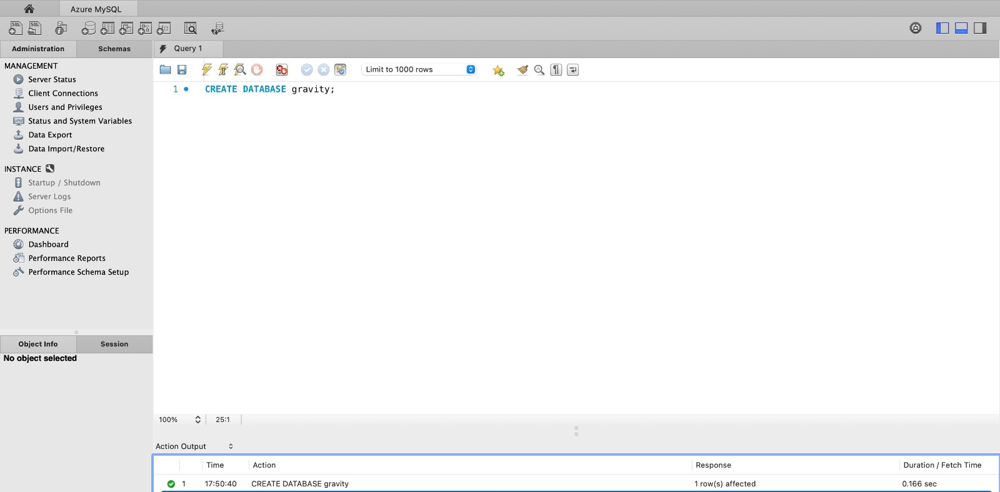 Azure MySQL
Administration
Schemas
Query 1
MANAGEMENT
Server Status
Client Connections
Users and Privileges
Status and System Variables
Data Export
Data Import/Restore
INSTANCE
Startup / Shutdown
Server Logs
Options File
PERFORMANCE
Dashboard
Performance Reports
Performance Schema Setup
Object Info
Session
No object selected
Limit to 1000 rows
1 CREATE DATABASE gravity;
100% 25:1
Action Output
Time Action Response Duration / Fetch Time
1 17:50:40 CREATE DATABASE gravity 1 row(s) affected 0.166 sec